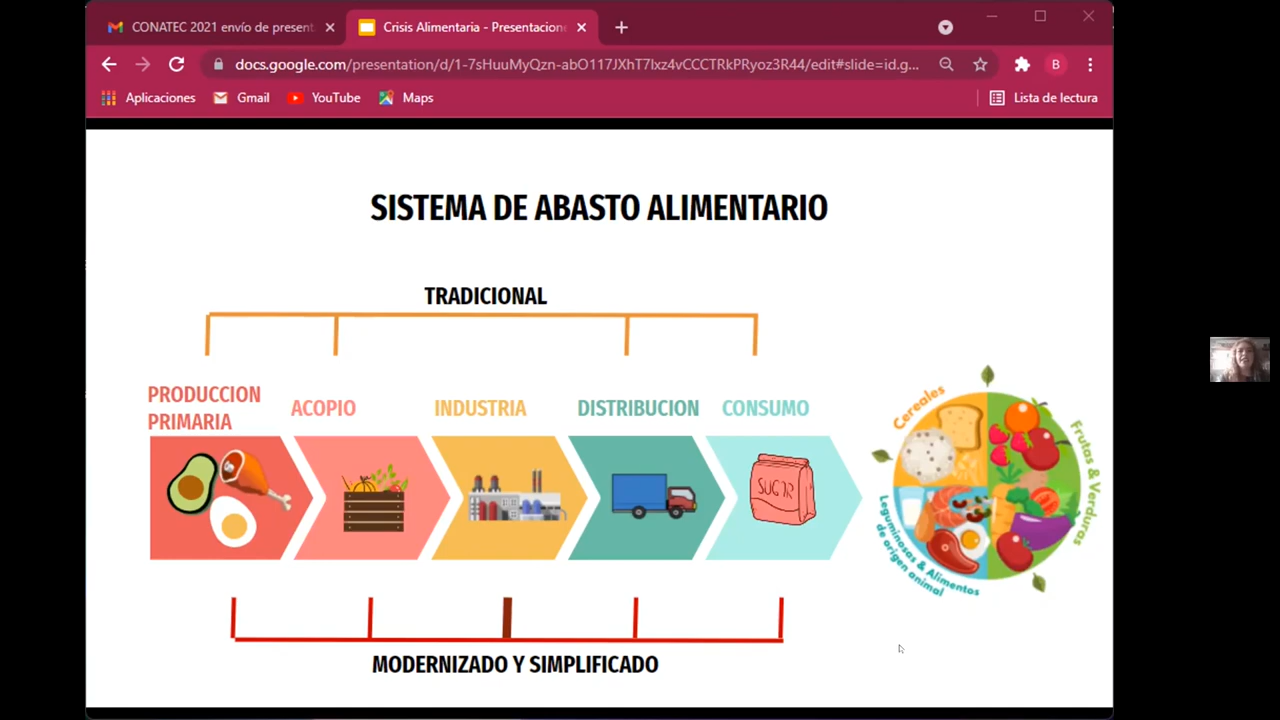 CONATEC 2021 envío de present
Crisis Alimentaria - Presentacione
docs.google.com/presentation/d/1-7sHuuMyQzn-abO117JXhT7lxz4vCCCTRkPRyoz3R44/edit#slide=id.g...
B
Aplicaciones
Gmail
YouTube
Maps
Lista de lectura
SISTEMA DE ABASTO ALIMENTARIO
TRADICIONAL
PRODUCCION
PRIMARIA
ACOPIO
INDUSTRIA
DISTRIBUCION
CONSUMO
SUGAR
Cereales
Frutas & Verduras
Leguminosas & Alimentos
de origen animal
MODERNIZADO Y SIMPLIFICADO